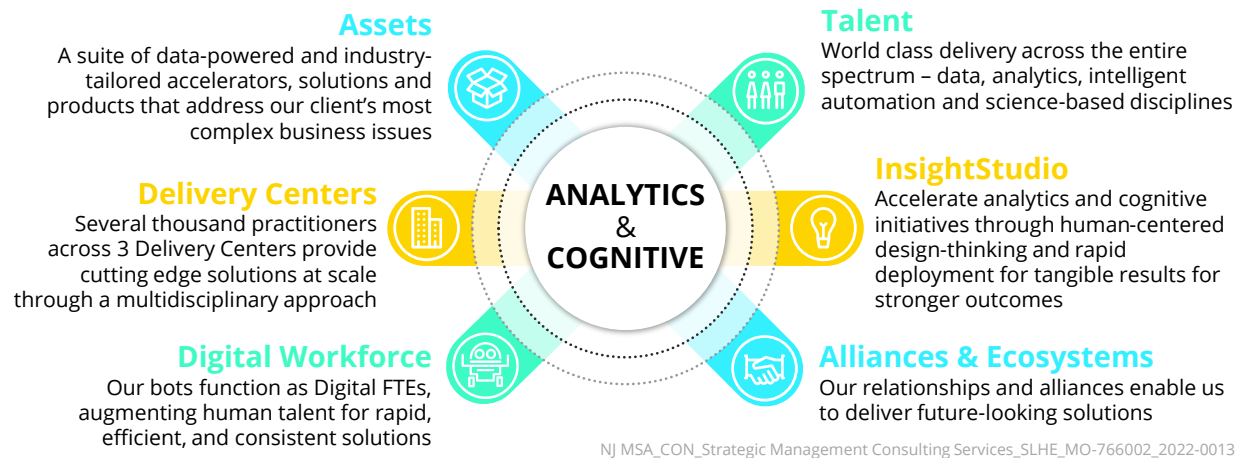 Assets
A suite of data-powered and industry-
tailored accelerators, solutions and
products that address our client’s most
complex business issues
Delivery Centers
Several thousand practitioners
across 3 Delivery Centers provide
cutting edge solutions at scale
through a multidisciplinary approach
Digital Workforce
Our bots function as Digital FTEs,
augmenting human talent for rapid,
efficient, and consistent solutions
ANALYTICS
&
COGNITIVE
Talent
World class delivery across the entire
spectrum – data, analytics, intelligent
automation and science-based disciplines
InsightStudio
Accelerate analytics and cognitive
initiatives through human-centered
design-thinking and rapid
deployment for tangible results for
stronger outcomes
Alliances & Ecosystems
Our relationships and alliances enable us
to deliver future-looking solutions
NJ MSA_CON_Strategic Management Consulting Services_SLHE_MO-766002_2022-0013